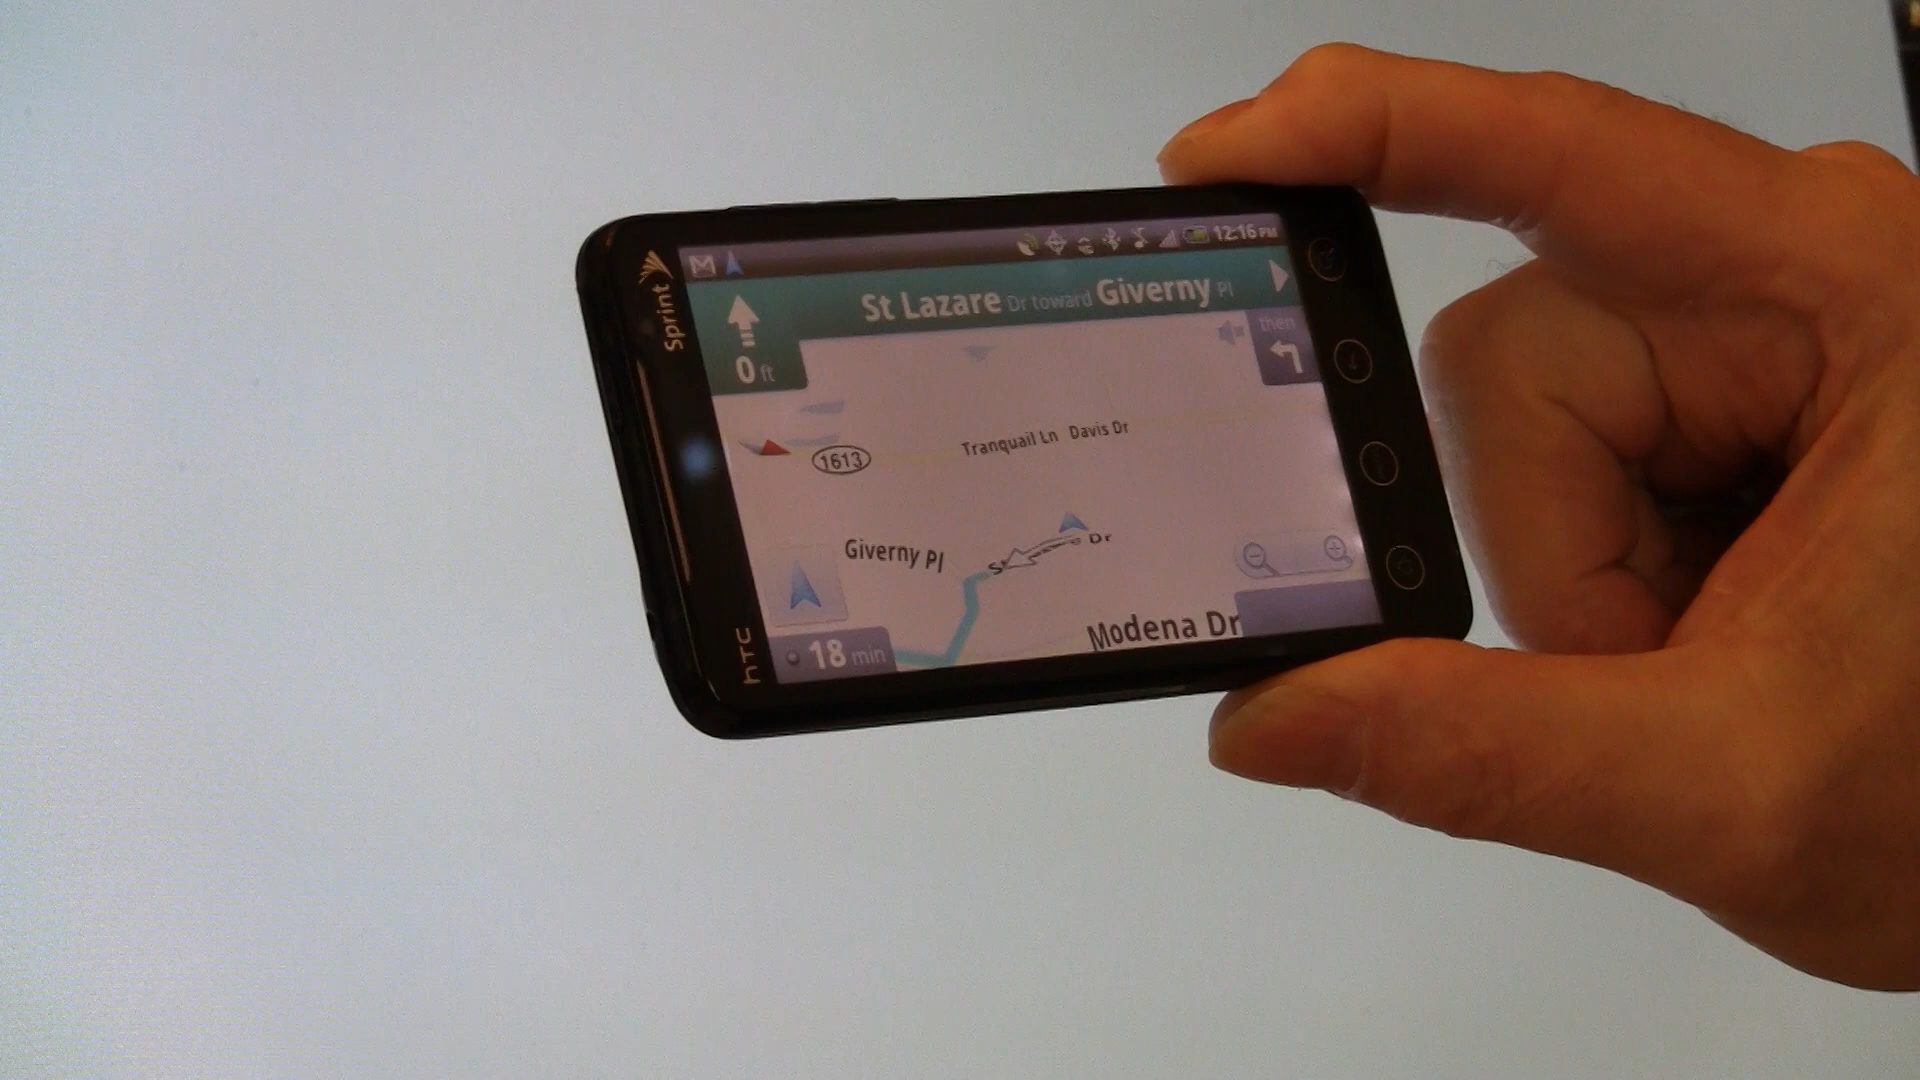 Sprint
hTC
12:16 PM
St Lazare Dr toward Giverny Pl
0 ft
then
1613
Tranquail Ln Davis Dr
Giverny Pl
Dr
Modena Dr
18 min